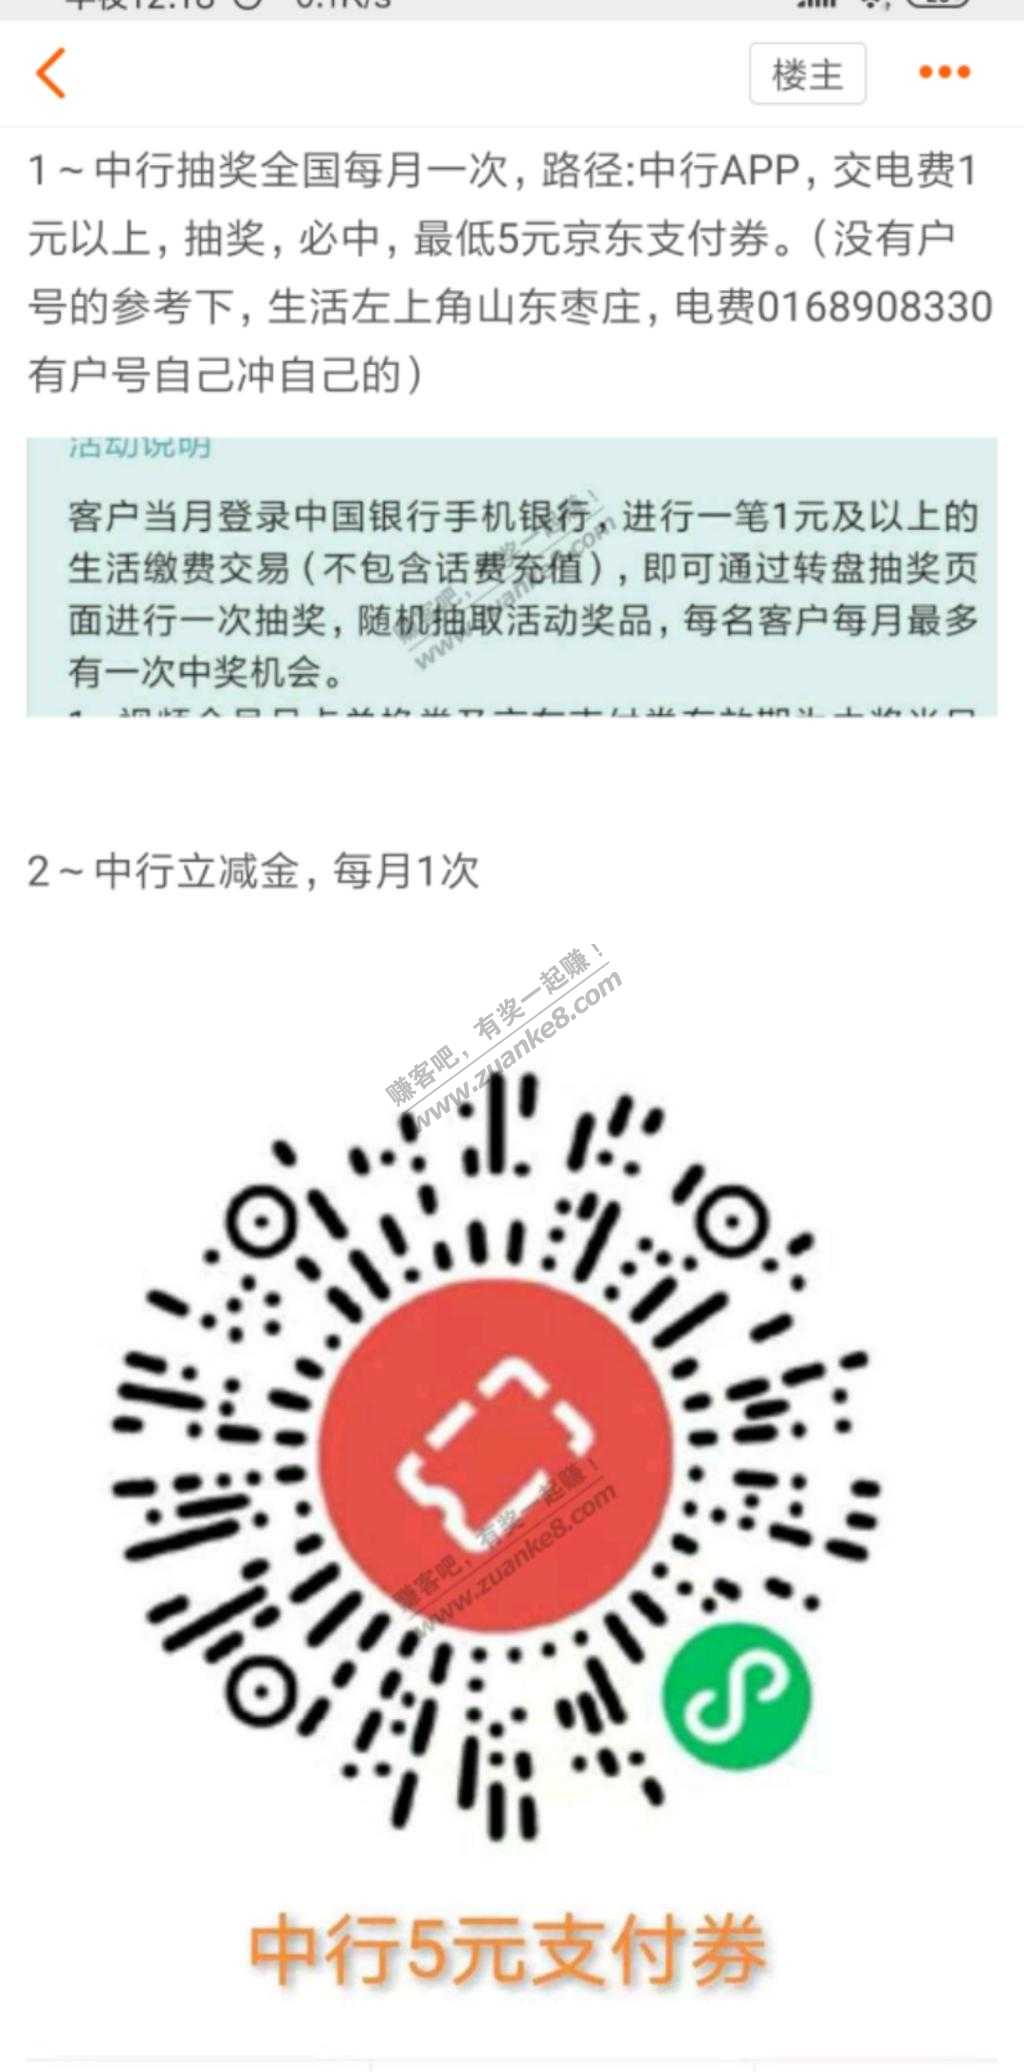 楼主
1～中行抽奖全国每月一次，路径:中行APP，交电费1
元以上，抽奖，必中，最低5元京东支付券。（没有户
号的参考下，生活左上角山东枣庄，电费0168908330
有户号自己冲自己的）
活动说明
客户当月登录中国银行手机银行，进行一笔1元及以上的
生活缴费交易（不包含话费充值），即可通过转盘抽奖页
面进行一次抽奖，随机抽取活动奖品，每名客户每月最多
有一次中奖机会。
2～中行立减金，每月1次
赚客吧，有奖一起赚！
www.zuanke8.com
赚客吧，有奖一起赚！
www.zuanke8.com
中行5元支付券